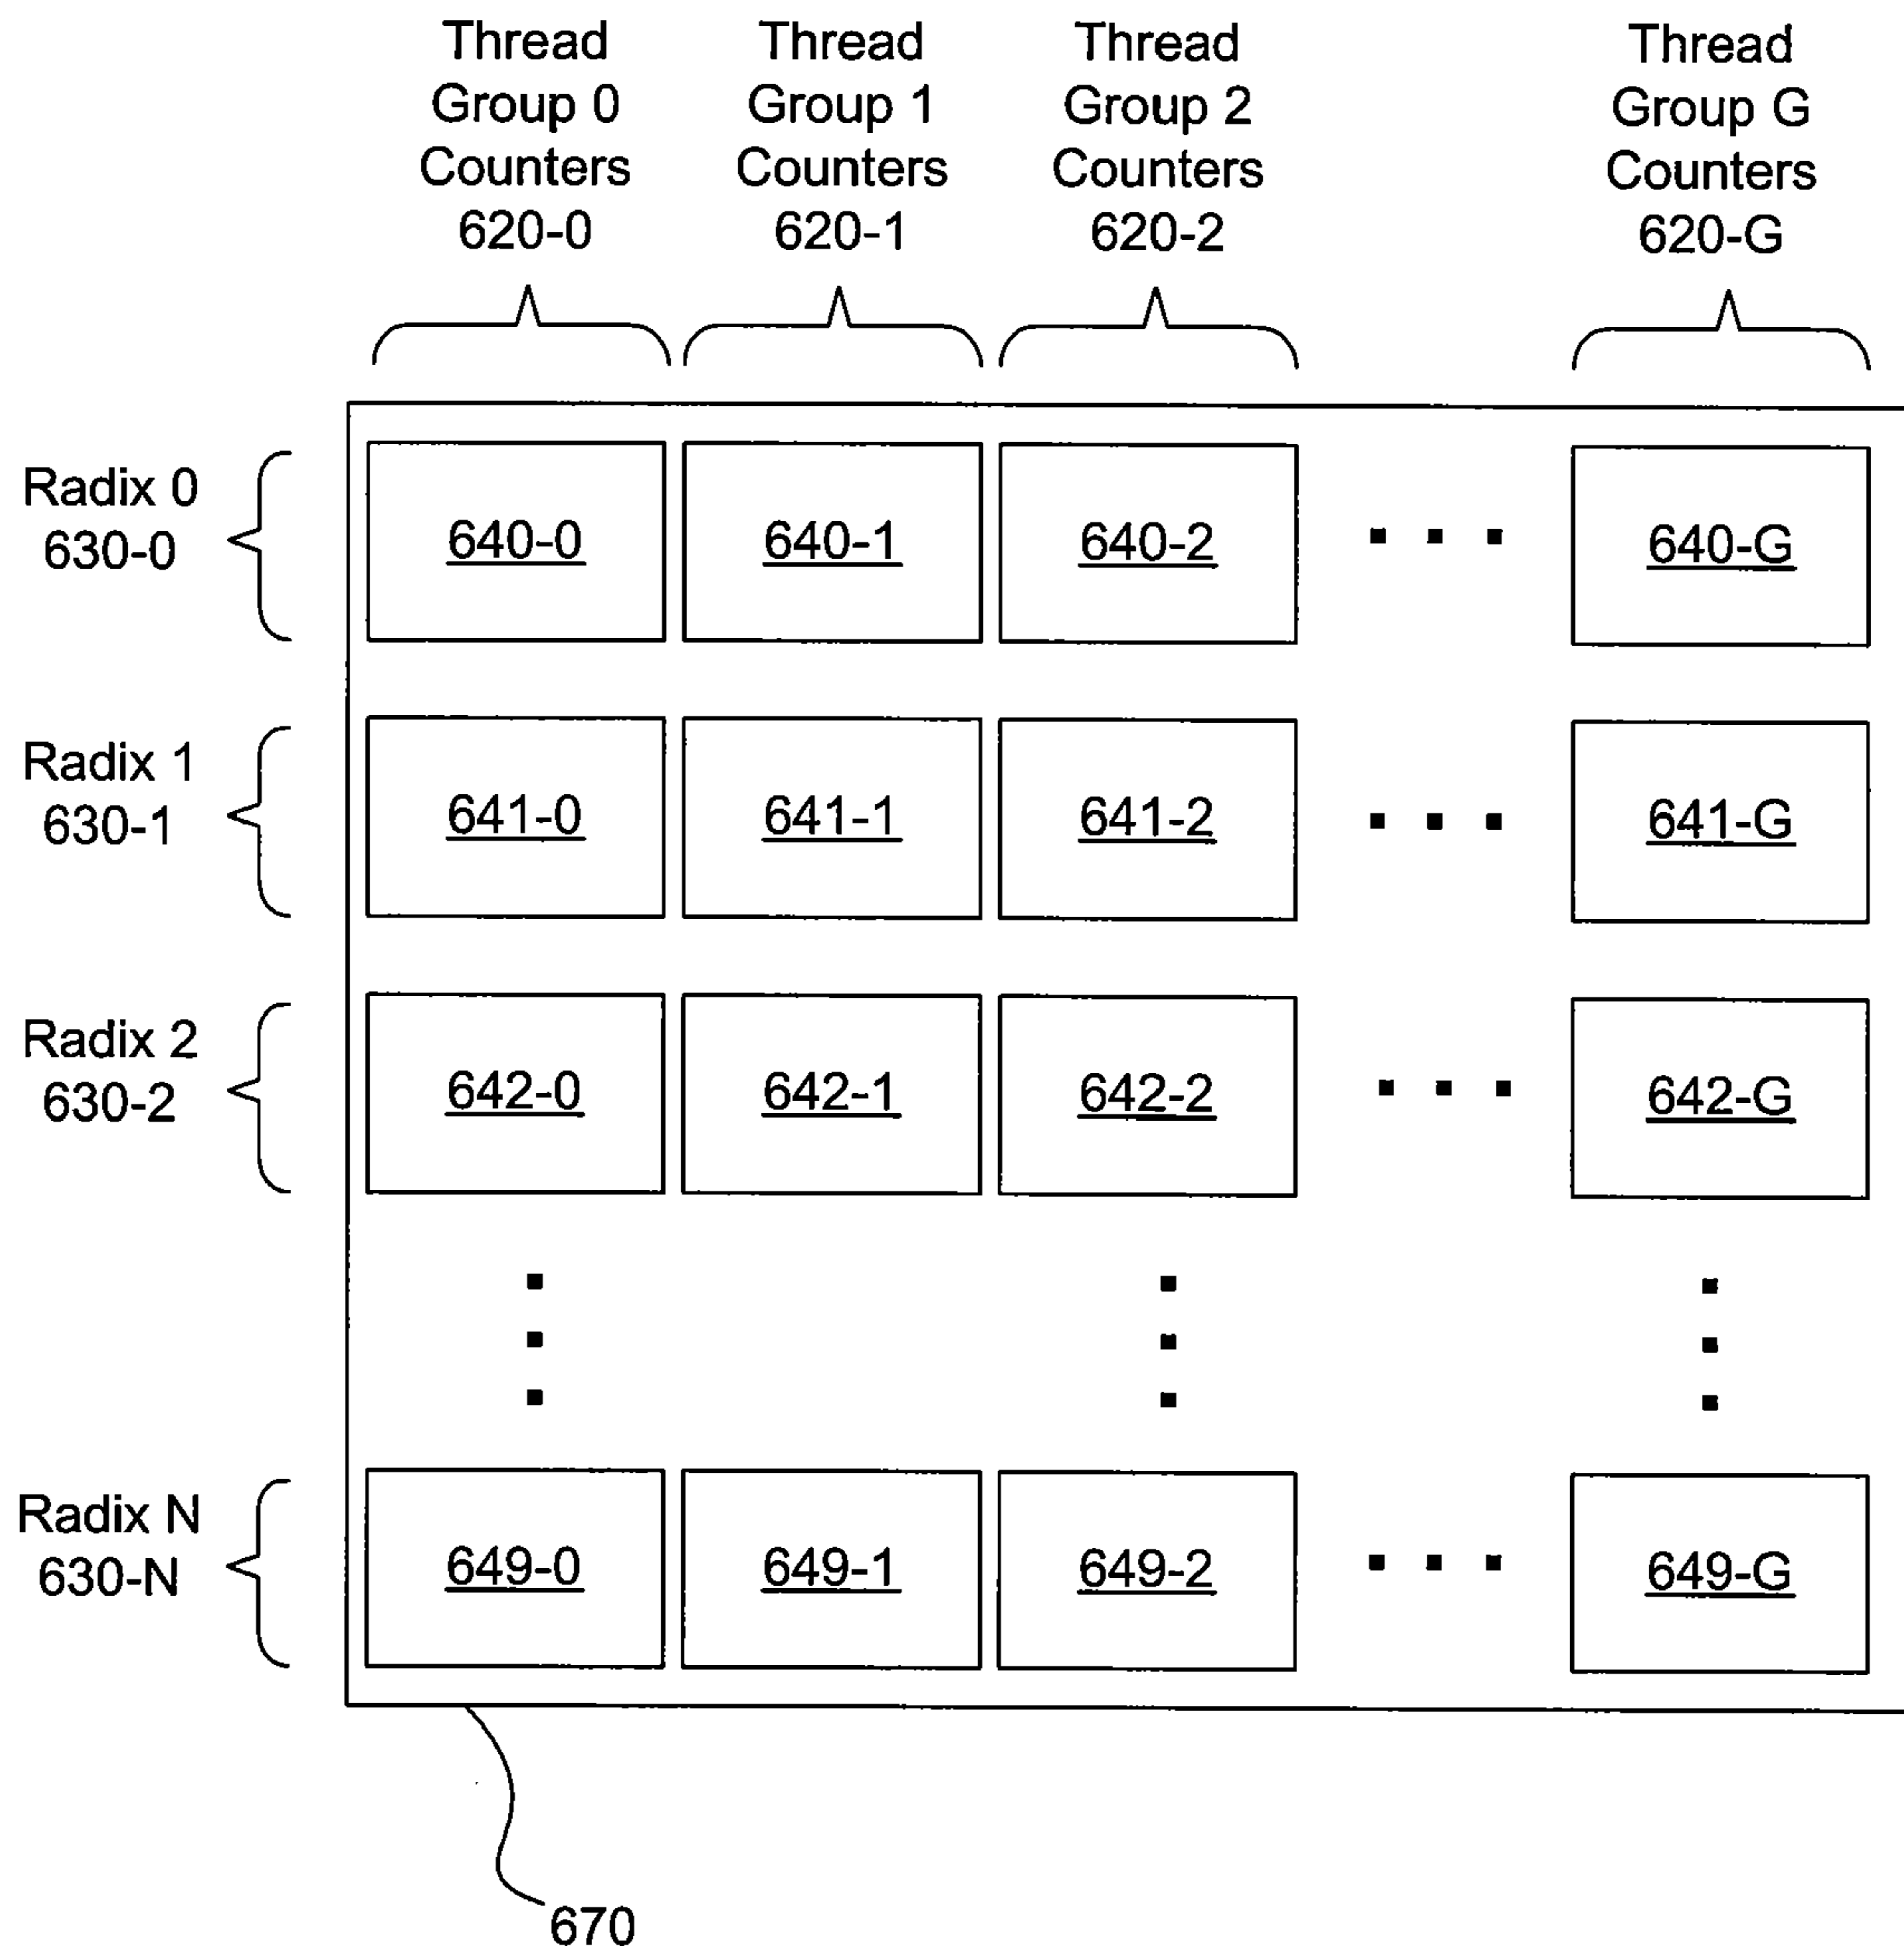 Thread
Group 0
Counters
620-0
Thread
Group 1
Counters
620-1
Thread
Group 2
Counters
620-2
Thread
Group G
Counters
620-G
Radix 0
630-0
640-0
640-1
640-2
640-G
Radix 1
630-1
641-0
641-1
641-2
641-G
Radix 2
630-2
642-0
642-1
642-2
642-G
Radix N
630-N
649-0
649-1
649-2
649-G
670